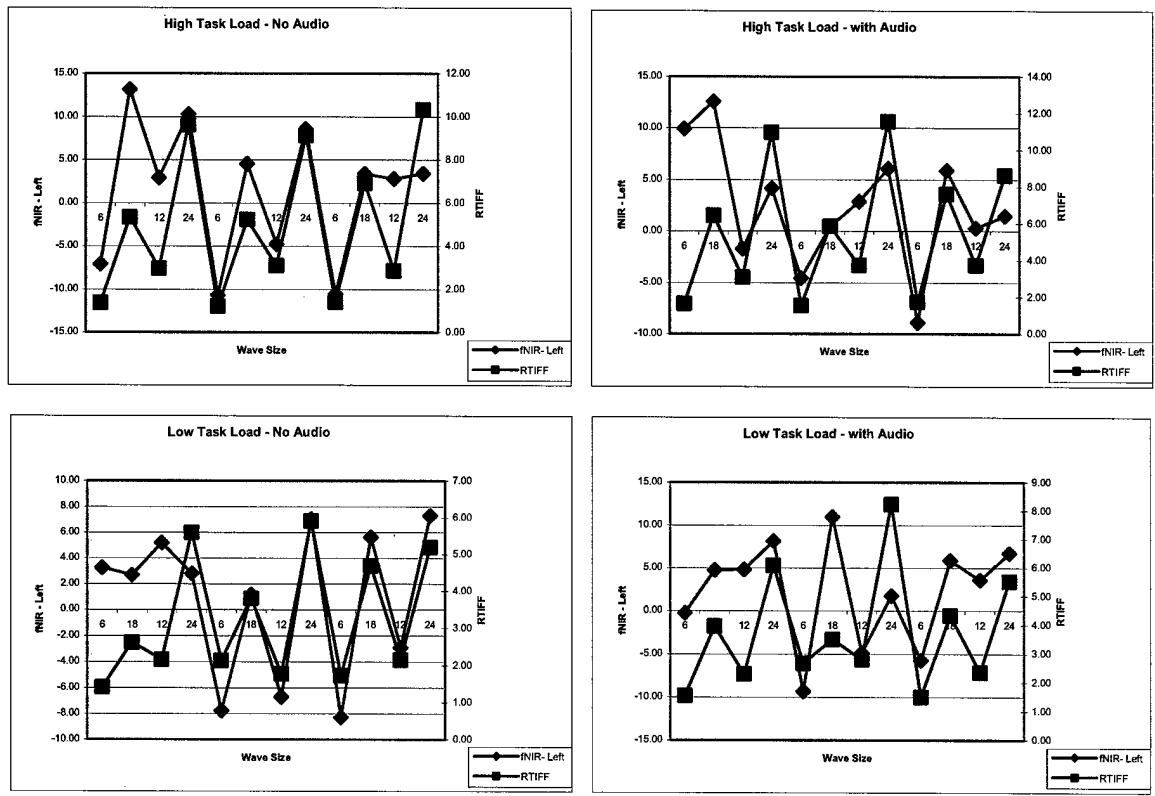 High Task Load - No Audio
15.00
10.00
5.00
0.00
-5.00
-10.00
-15.00
fNIR - Left
6 12 24 6 12 24 6 18 12 24
12.00
10.00
8.00
6.00
4.00
2.00
0.00
RTIFF
Wave Size
fNIR- Left
RTIFF
High Task Load - with Audio
15.00
10.00
5.00
0.00
-5.00
-10.00
fNIR - Left
6 18 12 24 6 18 12 24 6 18 12 24
14.00
12.00
10.00
8.00
6.00
4.00
2.00
0.00
RTIFF
Wave Size
fNIR- Left
RTIFF
Low Task Load - No Audio
10.00
8.00
6.00
4.00
2.00
0.00
-2.00
-4.00
-6.00
-8.00
-10.00
fNIR - Left
6 18 12 24 6 18 12 24 6 18 12 24
7.00
6.00
5.00
4.00
3.00
2.00
1.00
0.00
RTIFF
Wave Size
fNIR- Left
RTIFF
Low Task Load - with Audio
15.00
10.00
5.00
0.00
-5.00
-10.00
-15.00
fNIR - Left
6 12 24 6 18 12 24 6 12 24
9.00
8.00
7.00
6.00
5.00
4.00
3.00
2.00
1.00
0.00
RTIFF
Wave Size
fNIR- Left
RTIFF